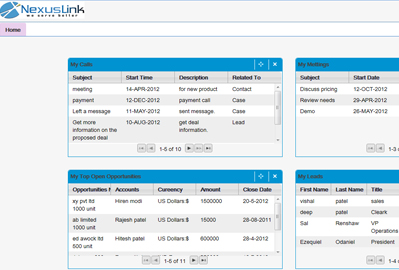 NexusLink
we serve better
Home
My Calls
Subject Start Time Description Related To
meeting 14-APR-2012 for new product Contact
payment 12-DEC-2012 payment call Case
Left a message 11-MAY-2012 sent message. Case
Get more information on the proposed deal 10-AUG-2012 get deal information. Lead
1-5 of 10
My Meetings
Subject Start Date
Discuss pricing 12-OCT-2012
Review needs 29-APR-2012
Demo 26-MAY-2012
1-3
My Top Open Opportunities
Opportunities N Accounts Currency Amount Close Date
xy pvt ltd 1000 unit Hiren modi US Dollars:$ 1500000 20-5-2012
ab limited 1000 unit Rajesh patel US Dollars:$ 15000 28-08-2011
ed awock ltd 500 unit Hitesh patel US Dollars:$ 600000 28-4-2012
1-5 of 11
My Leads
First Name Last Name Title
vishal patel sales
deep patel Cleark
Sal Renshaw VP Operations
Ezequiel Odaniel President
1-4